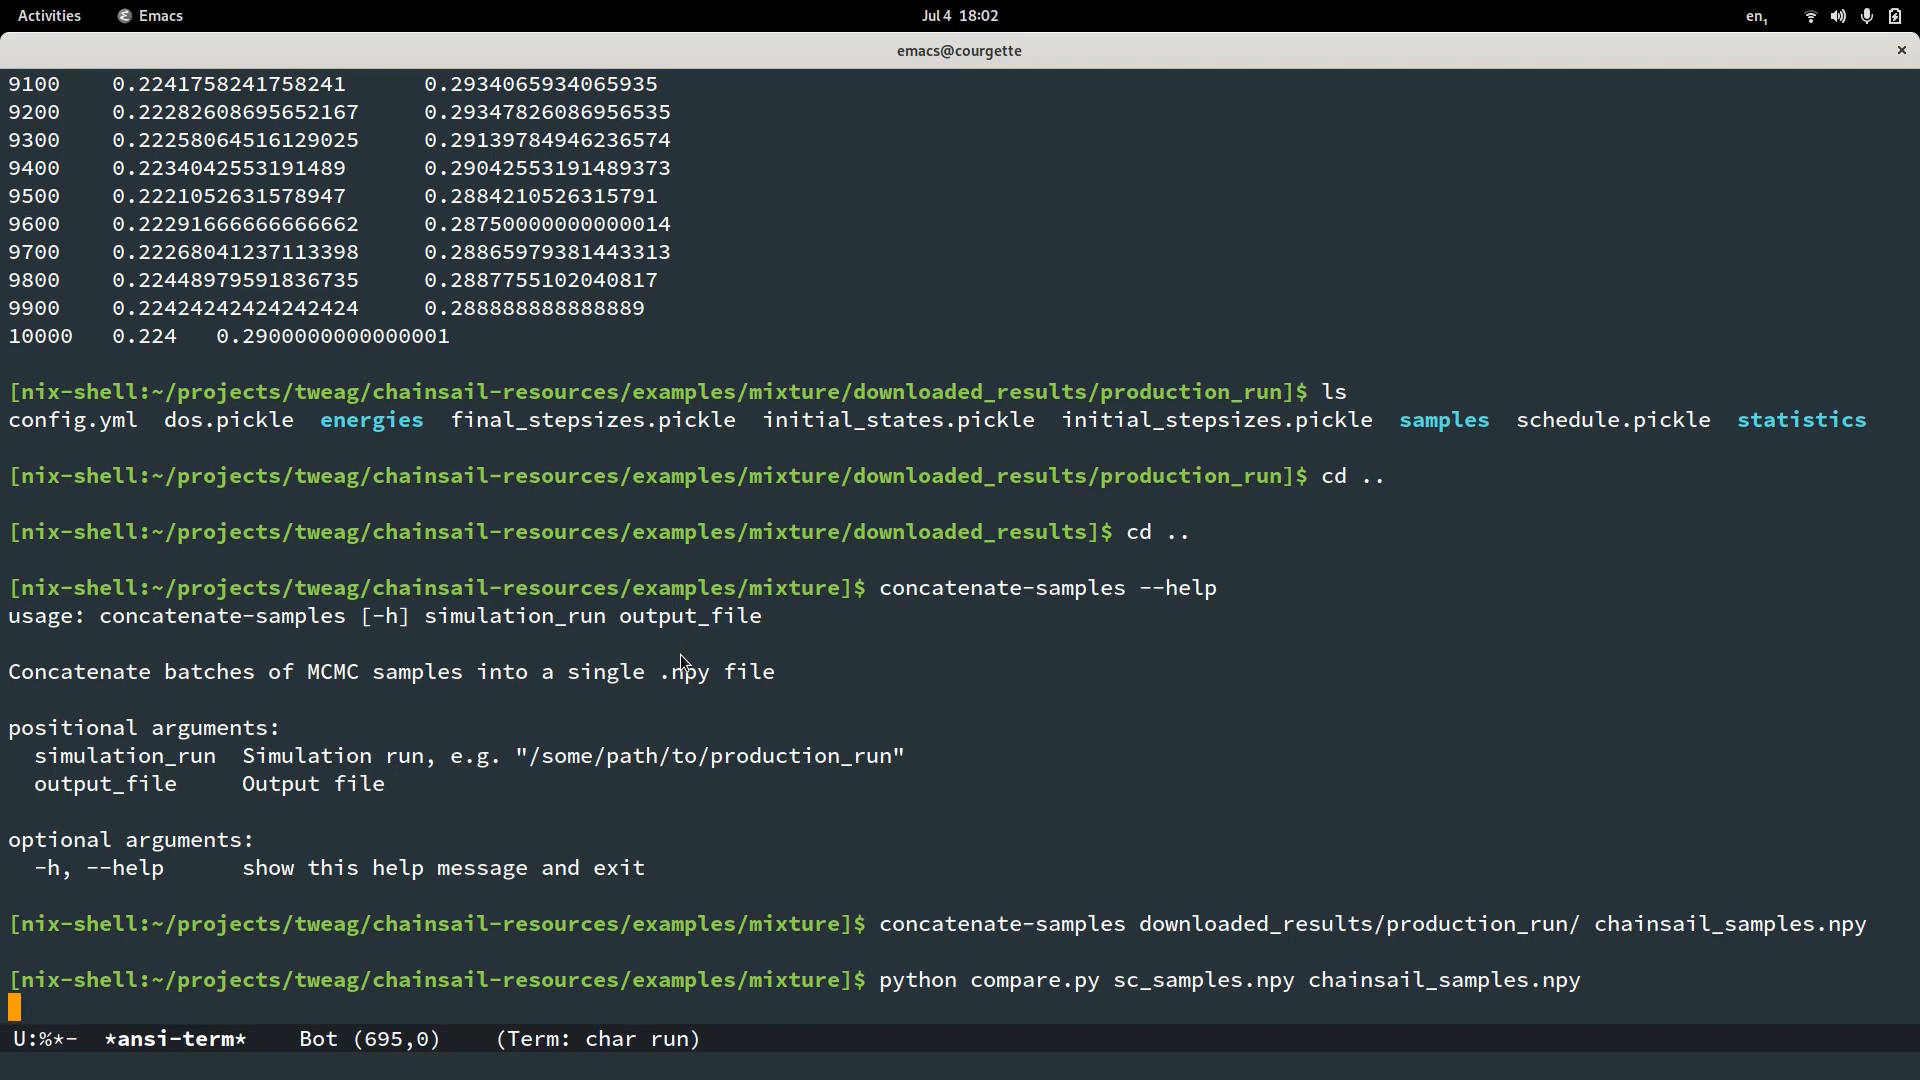 Activities Emacs Jul 4 18:02 en1
emacs@courgette ×
9100 0.2241758241758241 0.2934065934065935
9200 0.222826086956522167 0.29347826086956535
9300 0.22258064516129025 0.29139784946236574
9400 0.2234042553191489 0.29042553191489373
9500 0.2221052631578947 0.2884210526315791
9600 0.22291666666666662 0.28750000000000014
9700 0.22268041237113398 0.28865979381443313
9800 0.22448979591836735 0.2887755102040817
9900 0.22424242424242424 0.288888888888889
10000 0.224 0.2900000000000001
[nix-shell:~/projects/tweag/chainsail-resources/examples/mixture/downloaded_results/production_run]$ ls
config.yml dos.pickle energies final_stepsizes.pickle initial_states.pickle initial_stepsizes.pickle samples schedule.pickle statistics
[nix-shell:~/projects/tweag/chainsail-resources/examples/mixture/downloaded_results/production_run]$ cd ..
[nix-shell:~/projects/tweag/chainsail-resources/examples/mixture/downloaded_results]$ cd ..
[nix-shell:~/projects/tweag/chainsail-resources/examples/mixture]$ concatenate-samples --help
usage: concatenate-samples [-h] simulation_run output_file
Concatenate batches of MCMC samples into a single .npy file
positional arguments:
simulation_run Simulation run, e.g. "/some/path/to/production_run"
output_file Output file
optional arguments:
-h, --help show this help message and exit
[nix-shell:~/projects/tweag/chainsail-resources/examples/mixture]$ concatenate-samples downloaded_results/production_run/ chainsail_samples.npy
[nix-shell:~/projects/tweag/chainsail-resources/examples/mixture]$ python compare.py sc_samples.npy chainsail_samples.npy
U:%*- *ansi-term* Bot (695,0) (Term: char run)